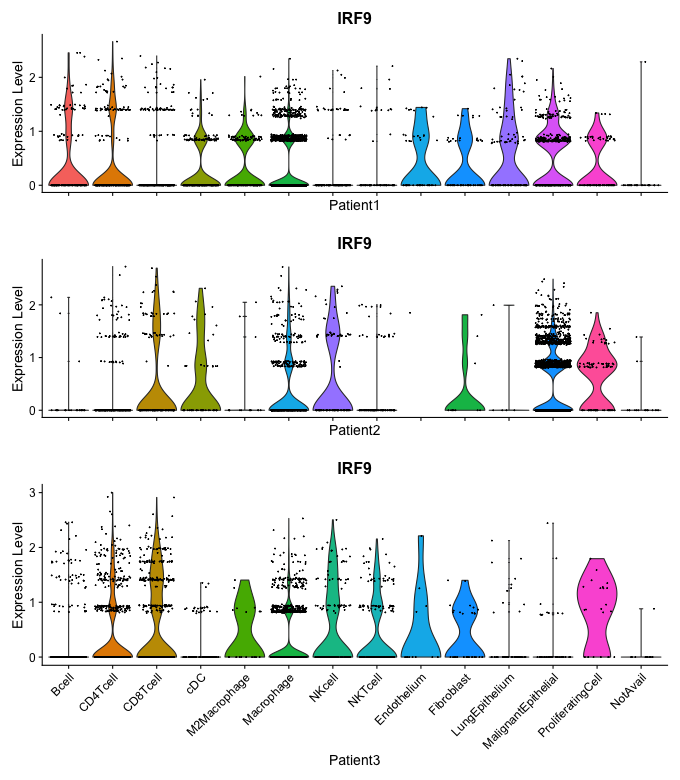 IRF9
Expression Level
2
1
0
Patient1
IRF9
Expression Level
2
1
0
Patient2
IRF9
Expression Level
3
2
1
0
Bcell
CD4Tcell
CD8Tcell
cDC
M2Macrophage
Macrophage
NKcell
NKTcell
Endothelium
Fibroblast
LungEpithelium
MalignantEpithelial
ProliferatingCell
NotAvail
Patient3